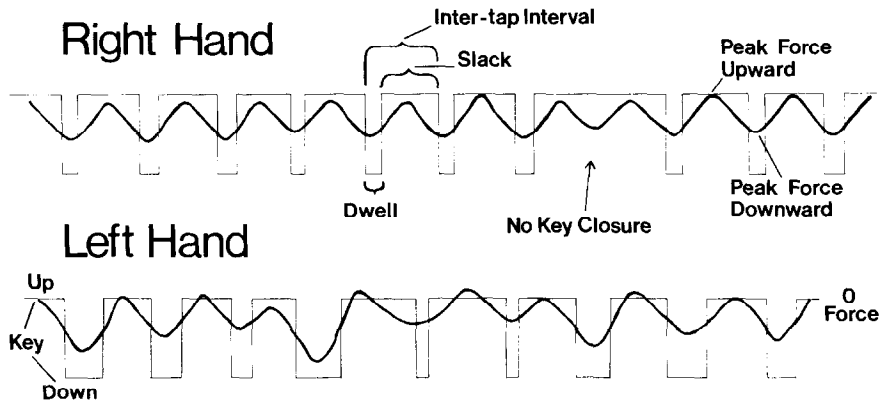 Right Hand
Inter-tap Interval
Slack
Peak Force
Upward
Dwell
No Key Closure
Peak Force
Downward
Left Hand
Up
Key
Down
0
Force